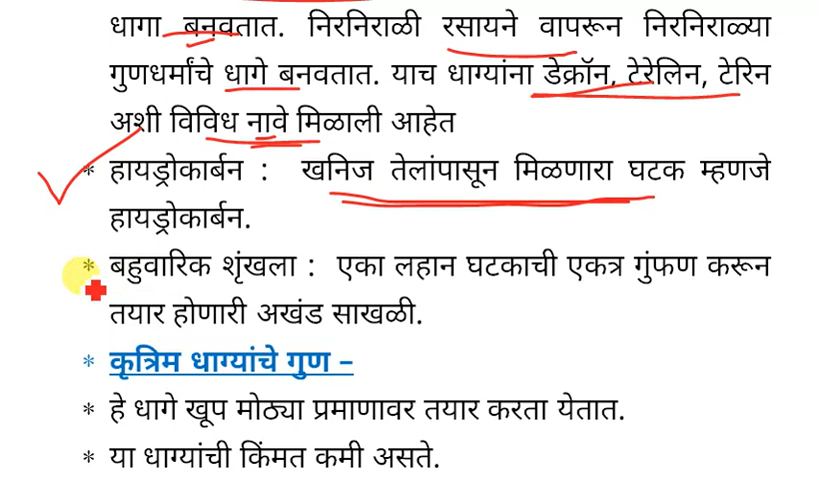 धागा बनवतात. निरनिराळी रसायने वापरून निरनिराळ्या
गुणधर्मांचे धागे बनवतात. याच धाग्यांना डेक्रॉन, टेरेलिन, टेरिन
अशी विविध नावे मिळाली आहेत
* हायड्रोकार्बन : खनिज तेलांपासून मिळणारा घटक म्हणजे
हायड्रोकार्बन.
* बहुवारिक शृंखला : एका लहान घटकाची एकत्र गुंफण करून
तयार होणारी अखंड साखळी.
* कृत्रिम धाग्यांचे गुण –
* हे धागे खूप मोठ्या प्रमाणावर तयार करता येतात.
* या धाग्यांची किंमत कमी असते.